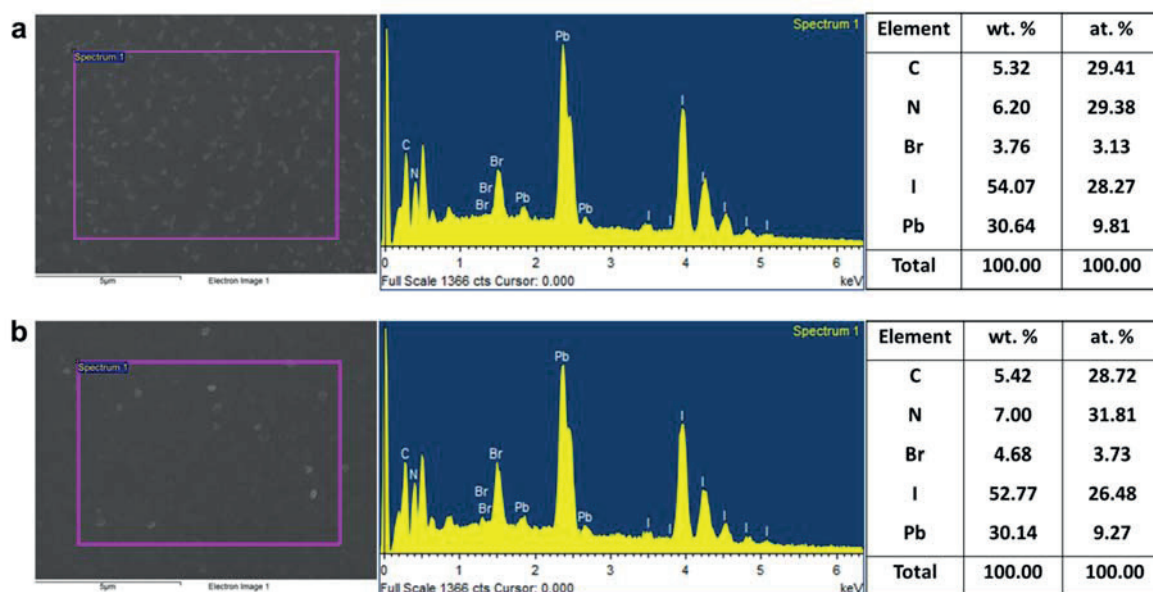 a
Spectrum 1
5μm
Electron Image 1
Spectrum 1
Pb
I
C
N
Br
Br
Br
Pb
Pb
I
I
I
I
I
I
0 1 2 3 4 5 6
Full Scale 1366 cts Cursor: 0.000
keV
Element wt. % at. %
C 5.32 29.41
N 6.20 29.38
Br 3.76 3.13
I 54.07 28.27
Pb 30.64 9.81
Total 100.00 100.00
b
Spectrum 1
5μm
Electron Image 1
Spectrum 1
Pb
I
C
N
Br
Br
Br
Pb
Pb
I
I
I
I
I
I
0 1 2 3 4 5 6
Full Scale 1366 cts Cursor: 0.000
keV
Element wt. % at. %
C 5.42 28.72
N 7.00 31.81
Br 4.68 3.73
I 52.77 26.48
Pb 30.14 9.27
Total 100.00 100.00